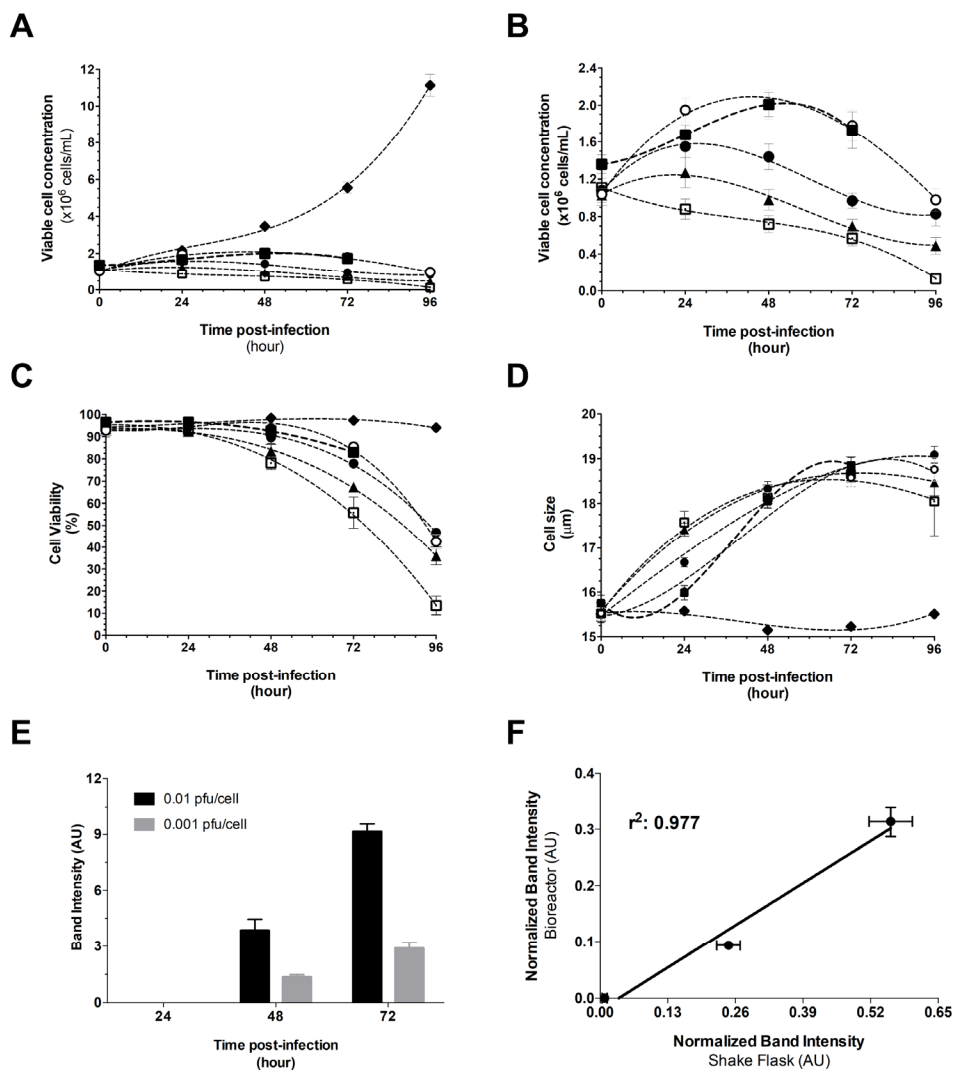 A
Viable cell concentration
(x10⁶ cells/mL)
12
10
8
6
4
2
0
0 24 48 72 96
Time post-infection
(hour)
B
Viable cell concentration
(x10⁶ cells/mL)
2.4
2.0
1.6
1.2
0.8
0.4
0.0
0 24 48 72 96
Time post-infection
(hour)
C
Cell Viability
(%)
100
90
80
70
60
50
40
30
20
10
0
0 24 48 72 96
Time post-infection
(hour)
D
Cell size
(μm)
20
19
18
17
16
15
0 24 48 72 96
Time post-infection
(hour)
E
Band Intensity (AU)
12
9
6
3
0
0.01 pfu/cell
0.001 pfu/cell
24 48 72
Time post-infection
(hour)
F
Normalized Band Intensity
Bioreactor (AU)
0.4
0.3
0.1
0.0
r²: 0.977
0.00 0.13 0.26 0.39 0.52 0.65
Normalized Band Intensity
Shake Flask (AU)